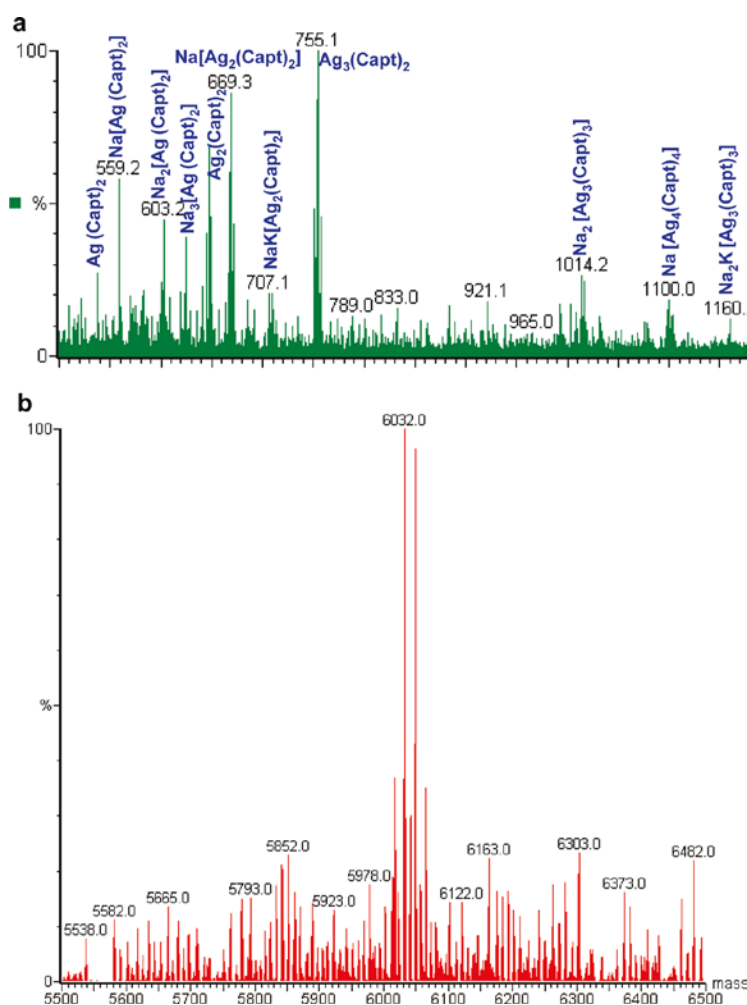 a
100
%
0
Ag (Capt)2
Na[Ag (Capt)2]
559.2
Na2[Ag (Capt)2]
603.2
Na3[Ag (Capt)2]
Ag2(Capt)2
Na[Ag2(Capt)2]
669.3
NaK[Ag2(Capt)2]
707.1
755.1
Ag3(Capt)2
789.0
833.0
921.1
965.0
Na2 [Ag3(Capt)3]
1014.2
Na [Ag4(Capt)4]
1100.0
Na2K [Ag3(Capt)3]
1160.
b
100
%
0
5538.0
5582.0
5665.0
5793.0
5852.0
5923.0
5978.0
6032.0
6122.0
6163.0
6303.0
6373.0
6482.0
5500 5600 5700 5800 5900 6000 6100 6200 6300 6400 6500 mass